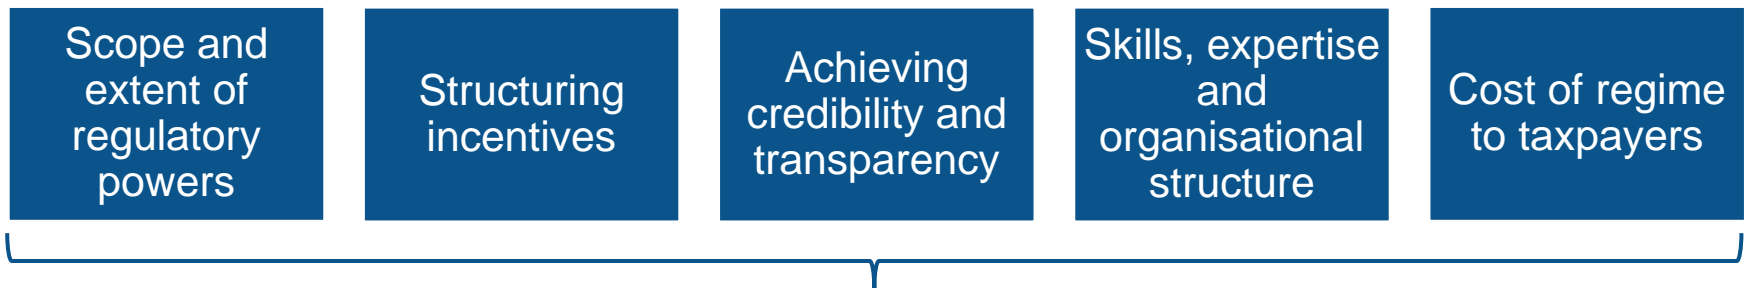 Scope and
extent of
regulatory
powers
Structuring
incentives
Achieving
credibility and
transparency
Skills, expertise
and
organisational
structure
Cost of regime
to taxpayers